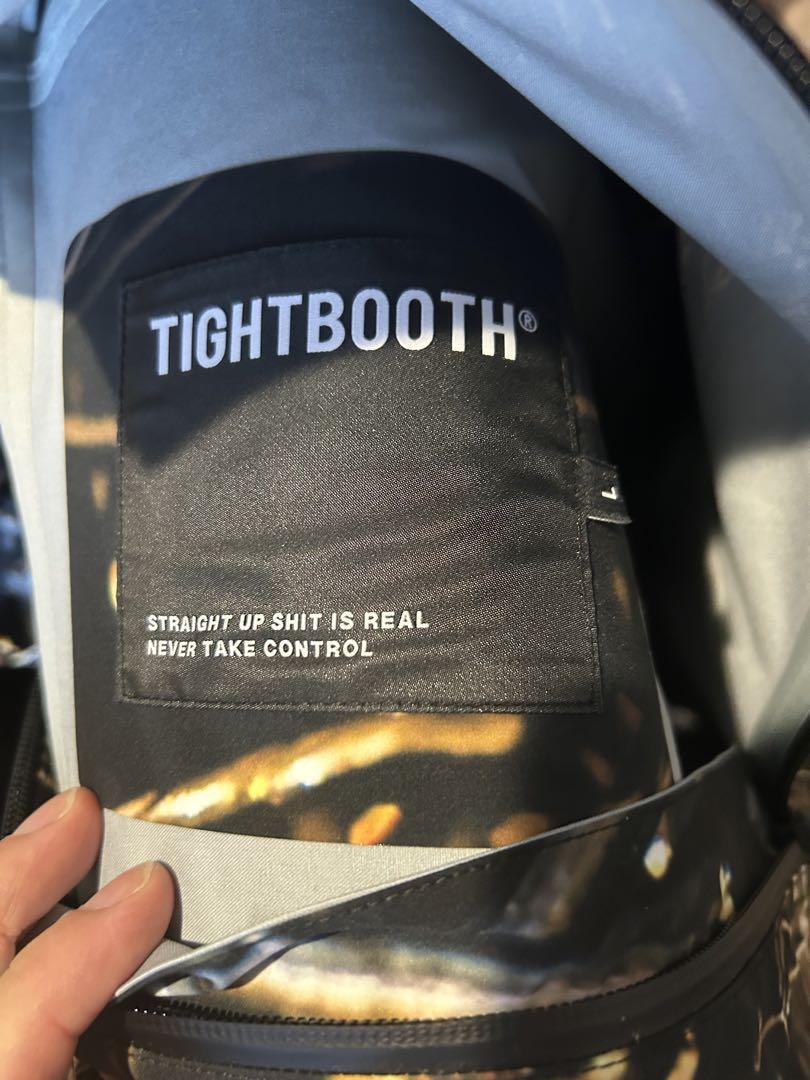 TIGHTBOOTH®
L
STRAIGHT UP SHIT IS REAL
NEVER TAKE CONTROL